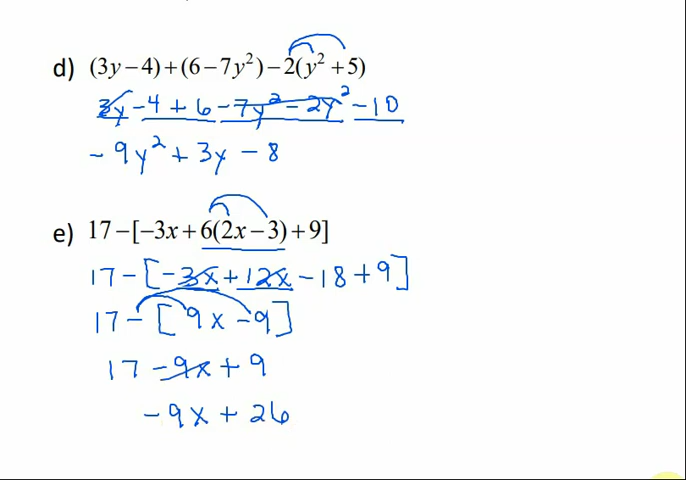 d) (3y − 4) + (6 − 7y²) − 2(y² + 5)
3y − 4 + 6 − 7y² − 2y² − 10
− 9y² + 3y − 8
e) 17 − [−3x + 6(2x − 3) + 9]
17 − [−3x + 12x − 18 + 9]
17 − [9x − 9]
17 − 9x + 9
− 9x + 26